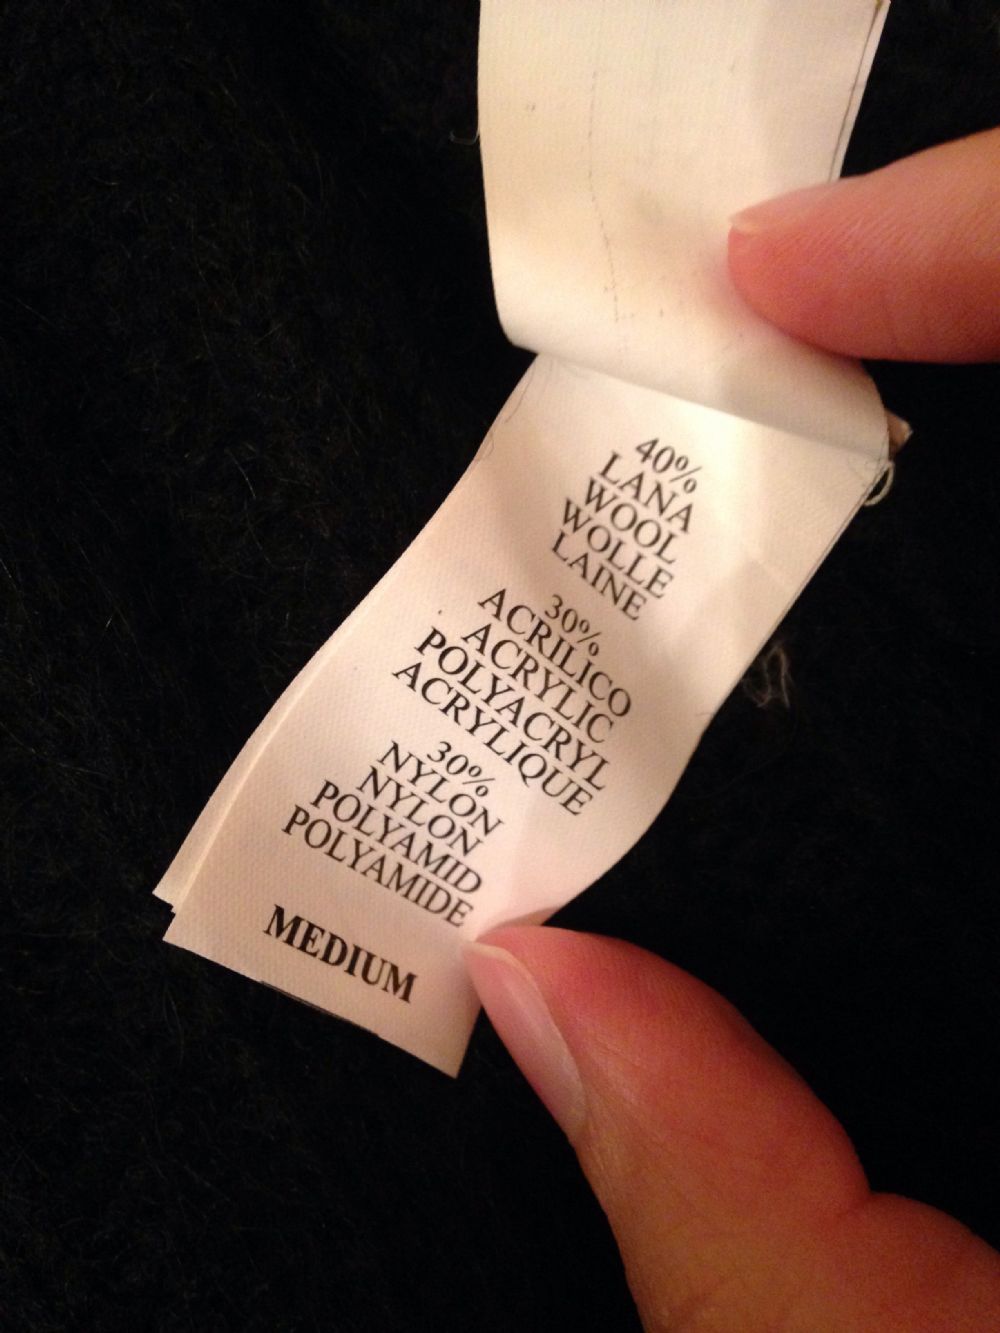 40%
LANA
WOOL
WOLLE
LAINE
30%
ACRILICO
ACRYLIC
POLYACRYL
ACRYLIQUE
30%
NYLON
NYLON
POLYAMID
POLYAMIDE
MEDIUM